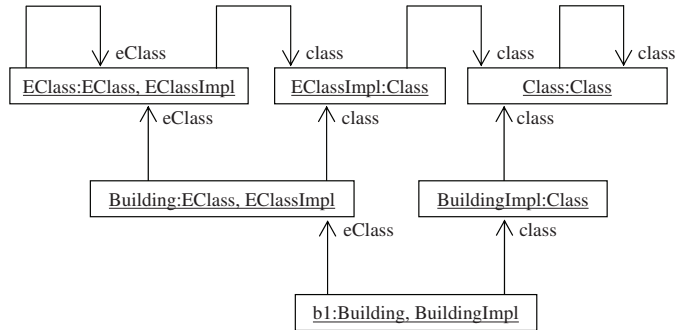 eClass
class
class
class
EClass:EClass, EClassImpl
EClassImpl:Class
Class:Class
eClass
class
class
Building:EClass, EClassImpl
BuildingImpl:Class
eClass
class
b1:Building, BuildingImpl